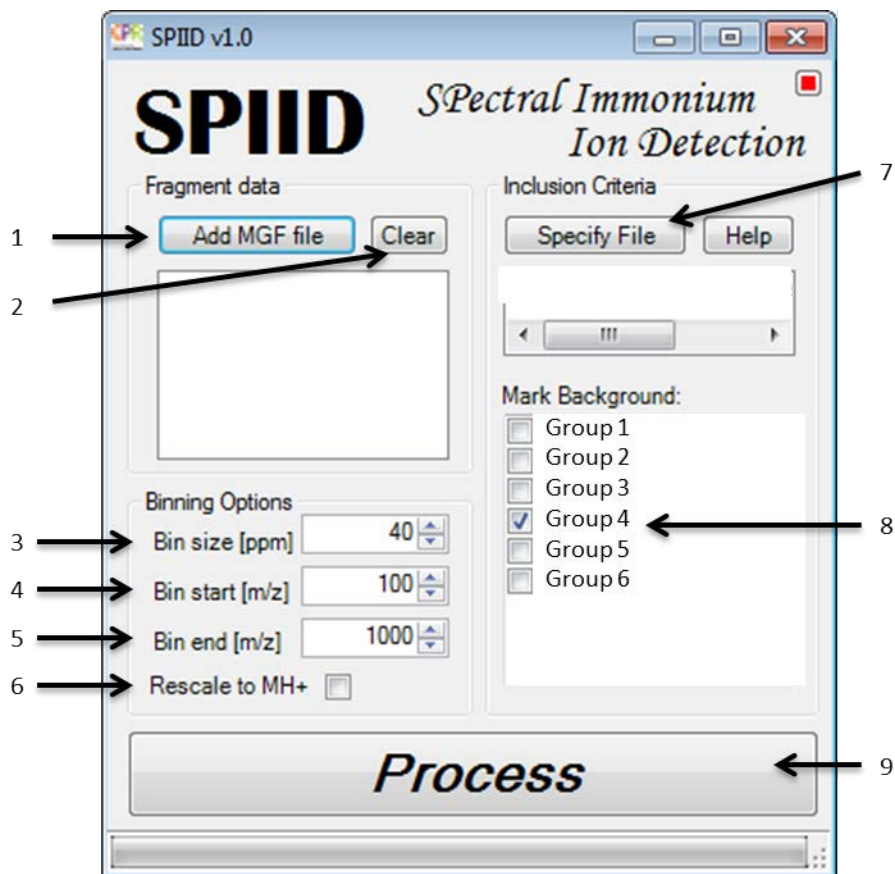 SPIID v1.0
SPIID
SPectral Immonium
Ion Detection
Fragment data
Add MGF file
Clear
Inclusion Criteria
Specify File
Help
Mark Background:
Group 1
Group 2
Group 3
Group 4
Group 5
Group 6
Binning Options
Bin size [ppm] 40
Bin start [m/z] 100
Bin end [m/z] 1000
Rescale to MH+
Process
1
2
3
4
5
6
7
8
9